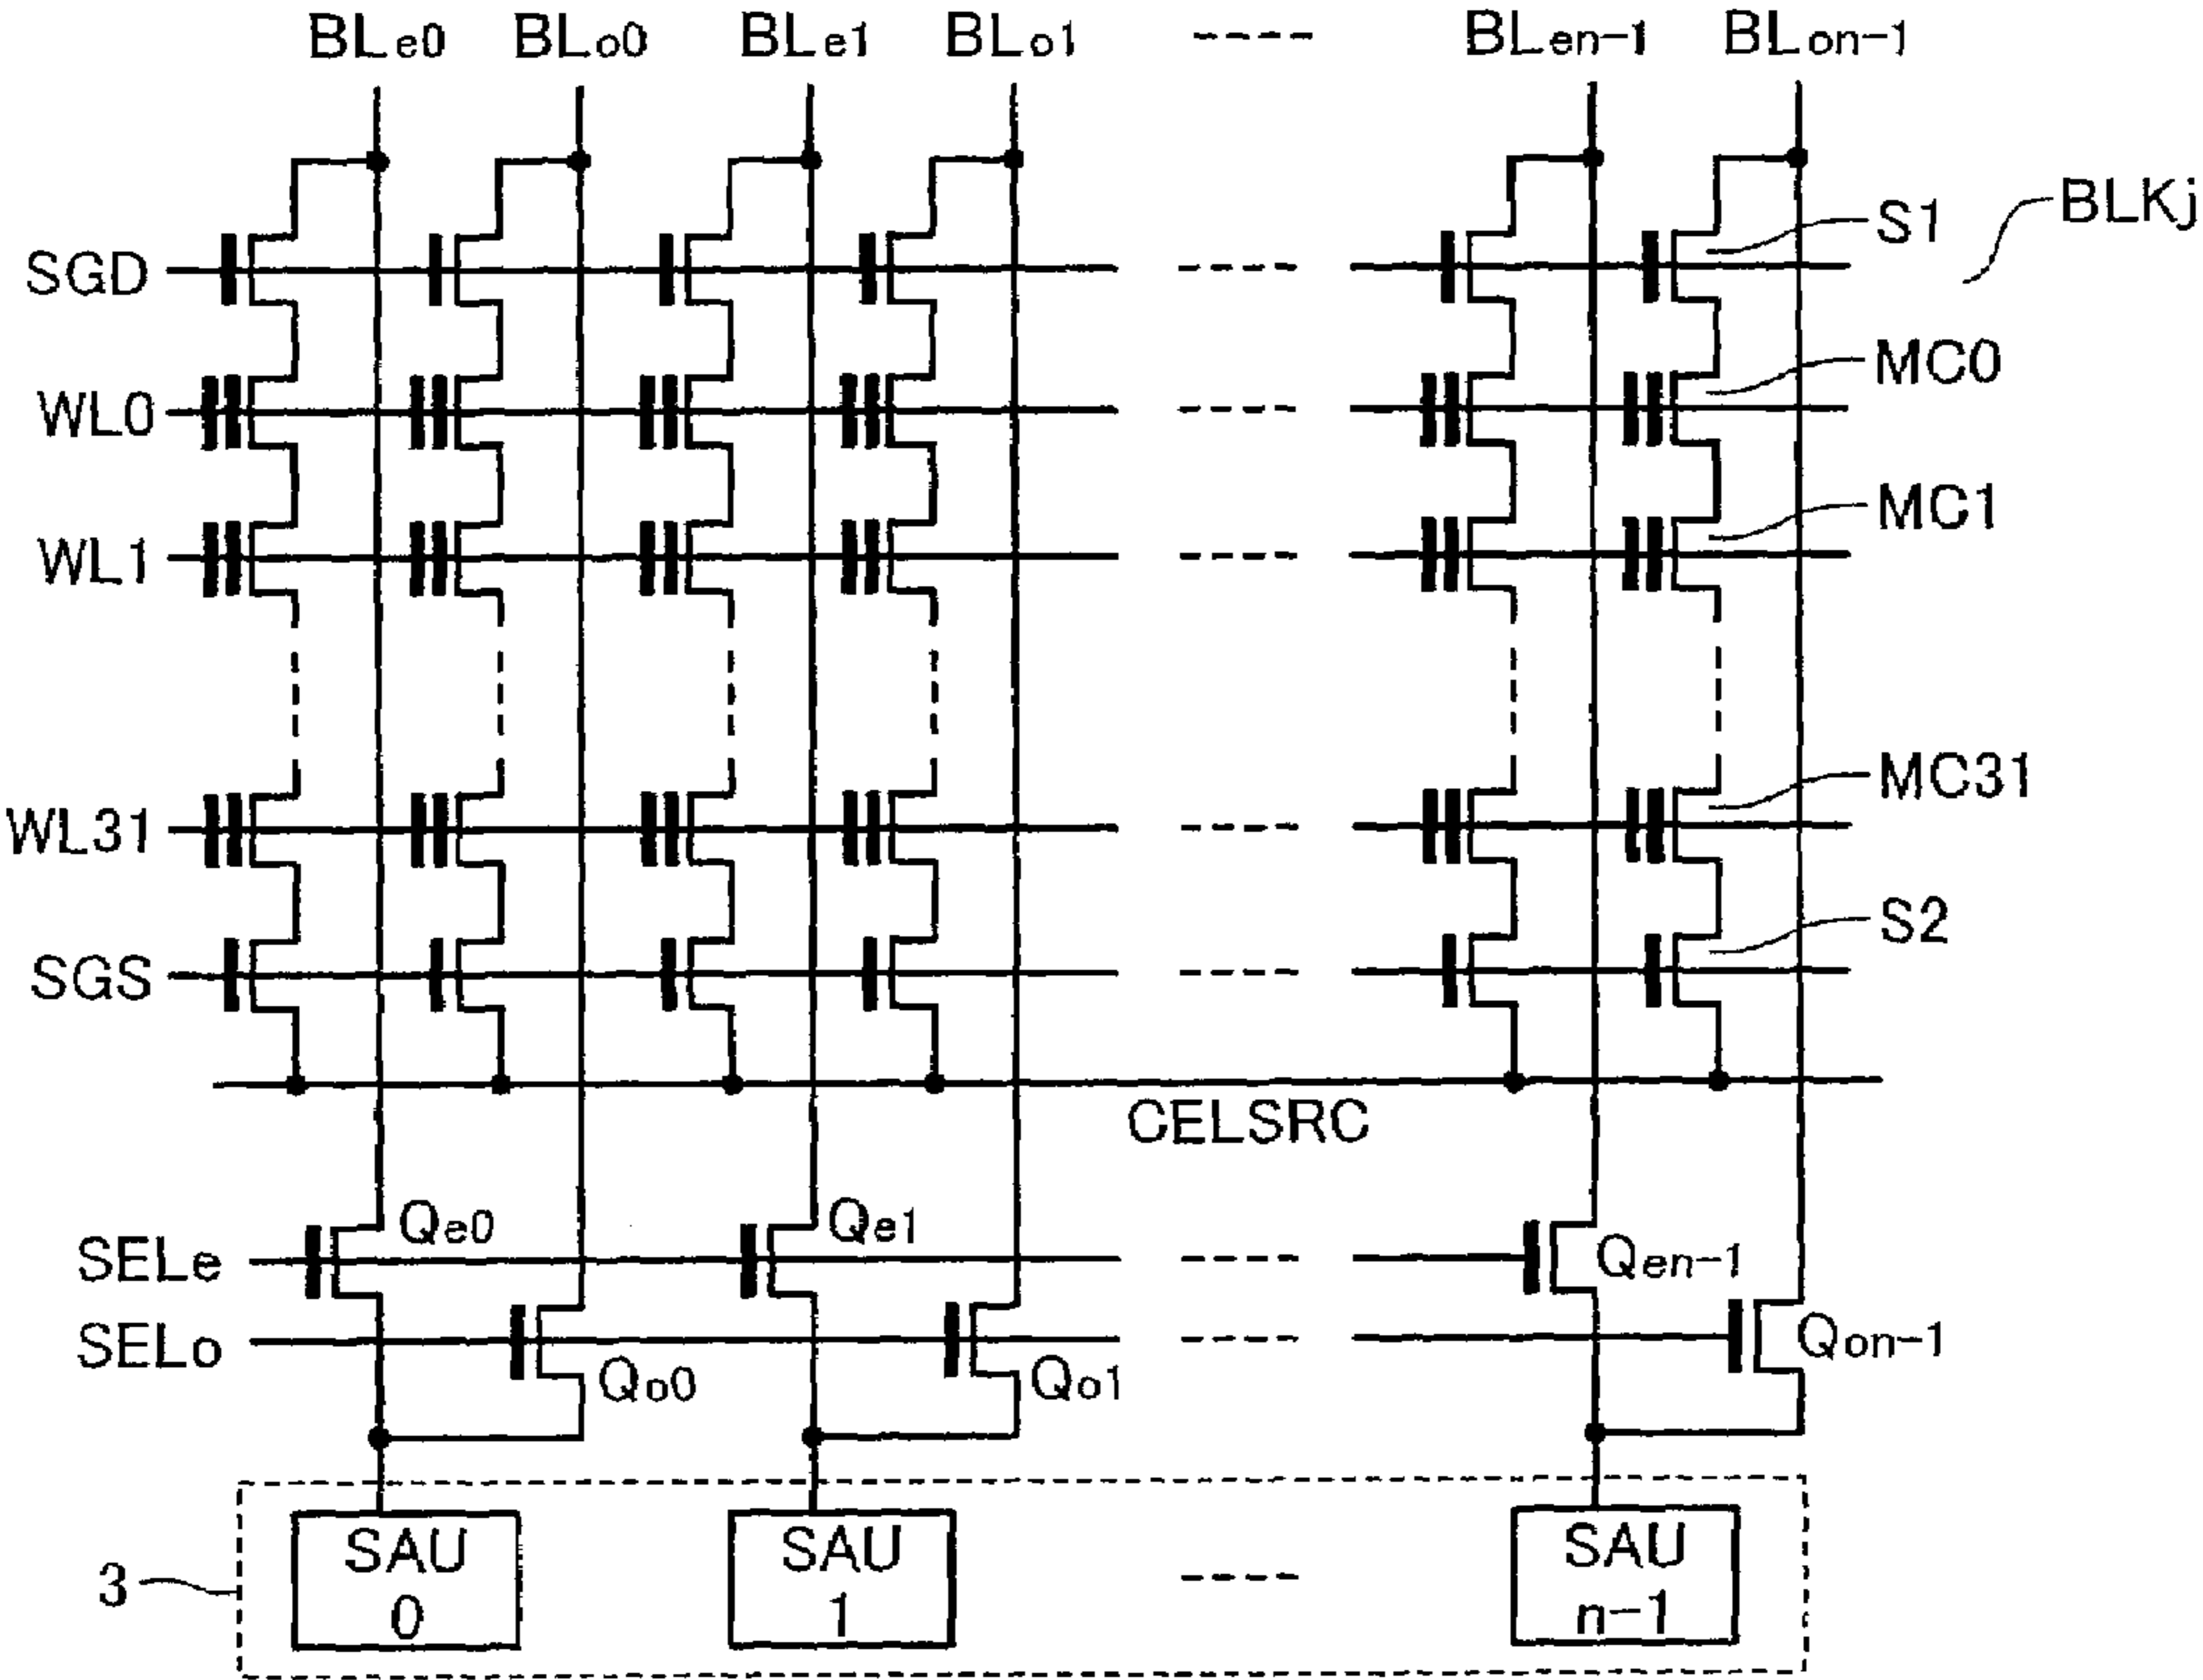 BLe0 BLo0 BLe1 BLo1 ---- BLen-1 BLon-1
BLKj
S1
SGD
MC0
WL0
MC1
WL1
MC31
WL31
S2
SGS
CELSRC
Qe0 Qe1
SELe Qen-1
SELo Qon-1
Qo0 Qo1
SAU SAU SAU
3
0 1 n-1